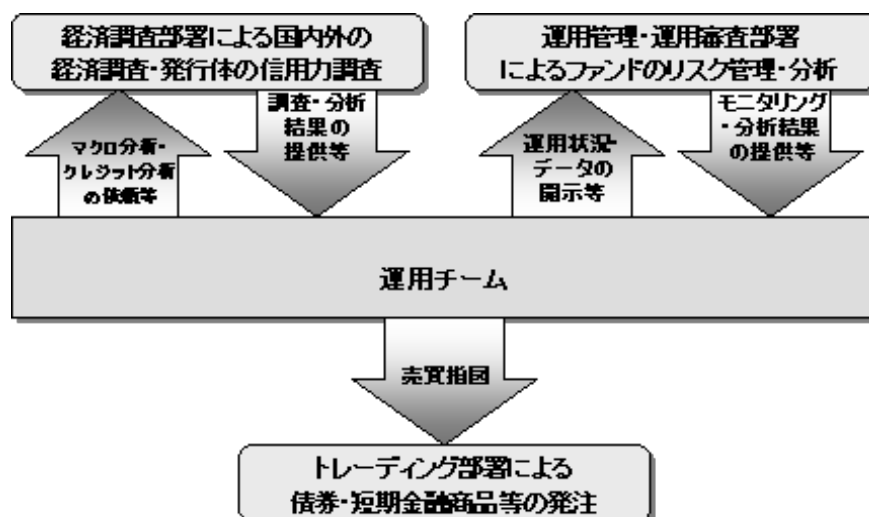 経済調査部署による国内外の
経済調査・発行体の信用力調査
運用管理・運用審査部署
によるファンドのリスク管理・分析
マクロ分析・
クレジット分析
の依頼等
調査・分析
結果の
提供等
運用状況・
データの
開示等
モニタリング
・分析結果
の提供等
運用チーム
売買指図
トレーディング部署による
債券・短期金融商品等の発注